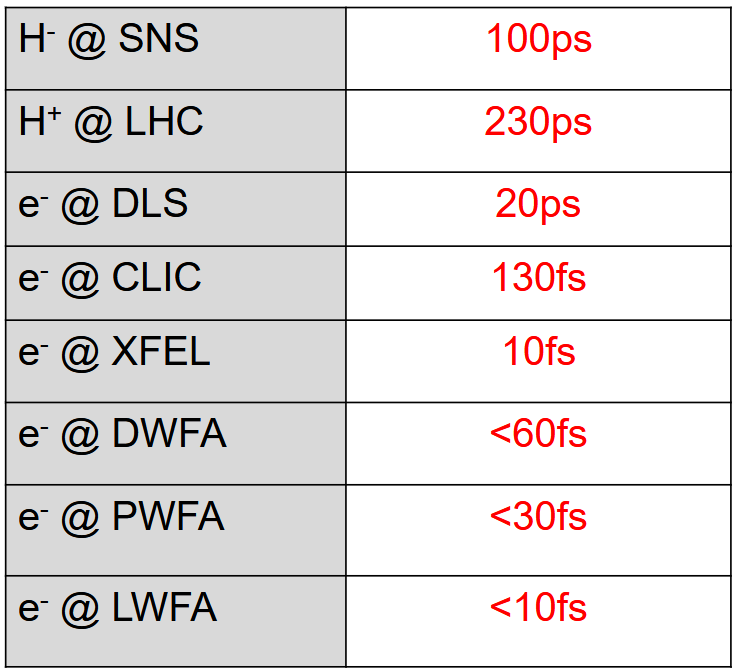 H⁻ @ SNS 100ps
H⁺ @ LHC 230ps
e⁻ @ DLS 20ps
e⁻ @ CLIC 130fs
e⁻ @ XFEL 10fs
e⁻ @ DWFA <60fs
e⁻ @ PWFA <30fs
e⁻ @ LWFA <10fs